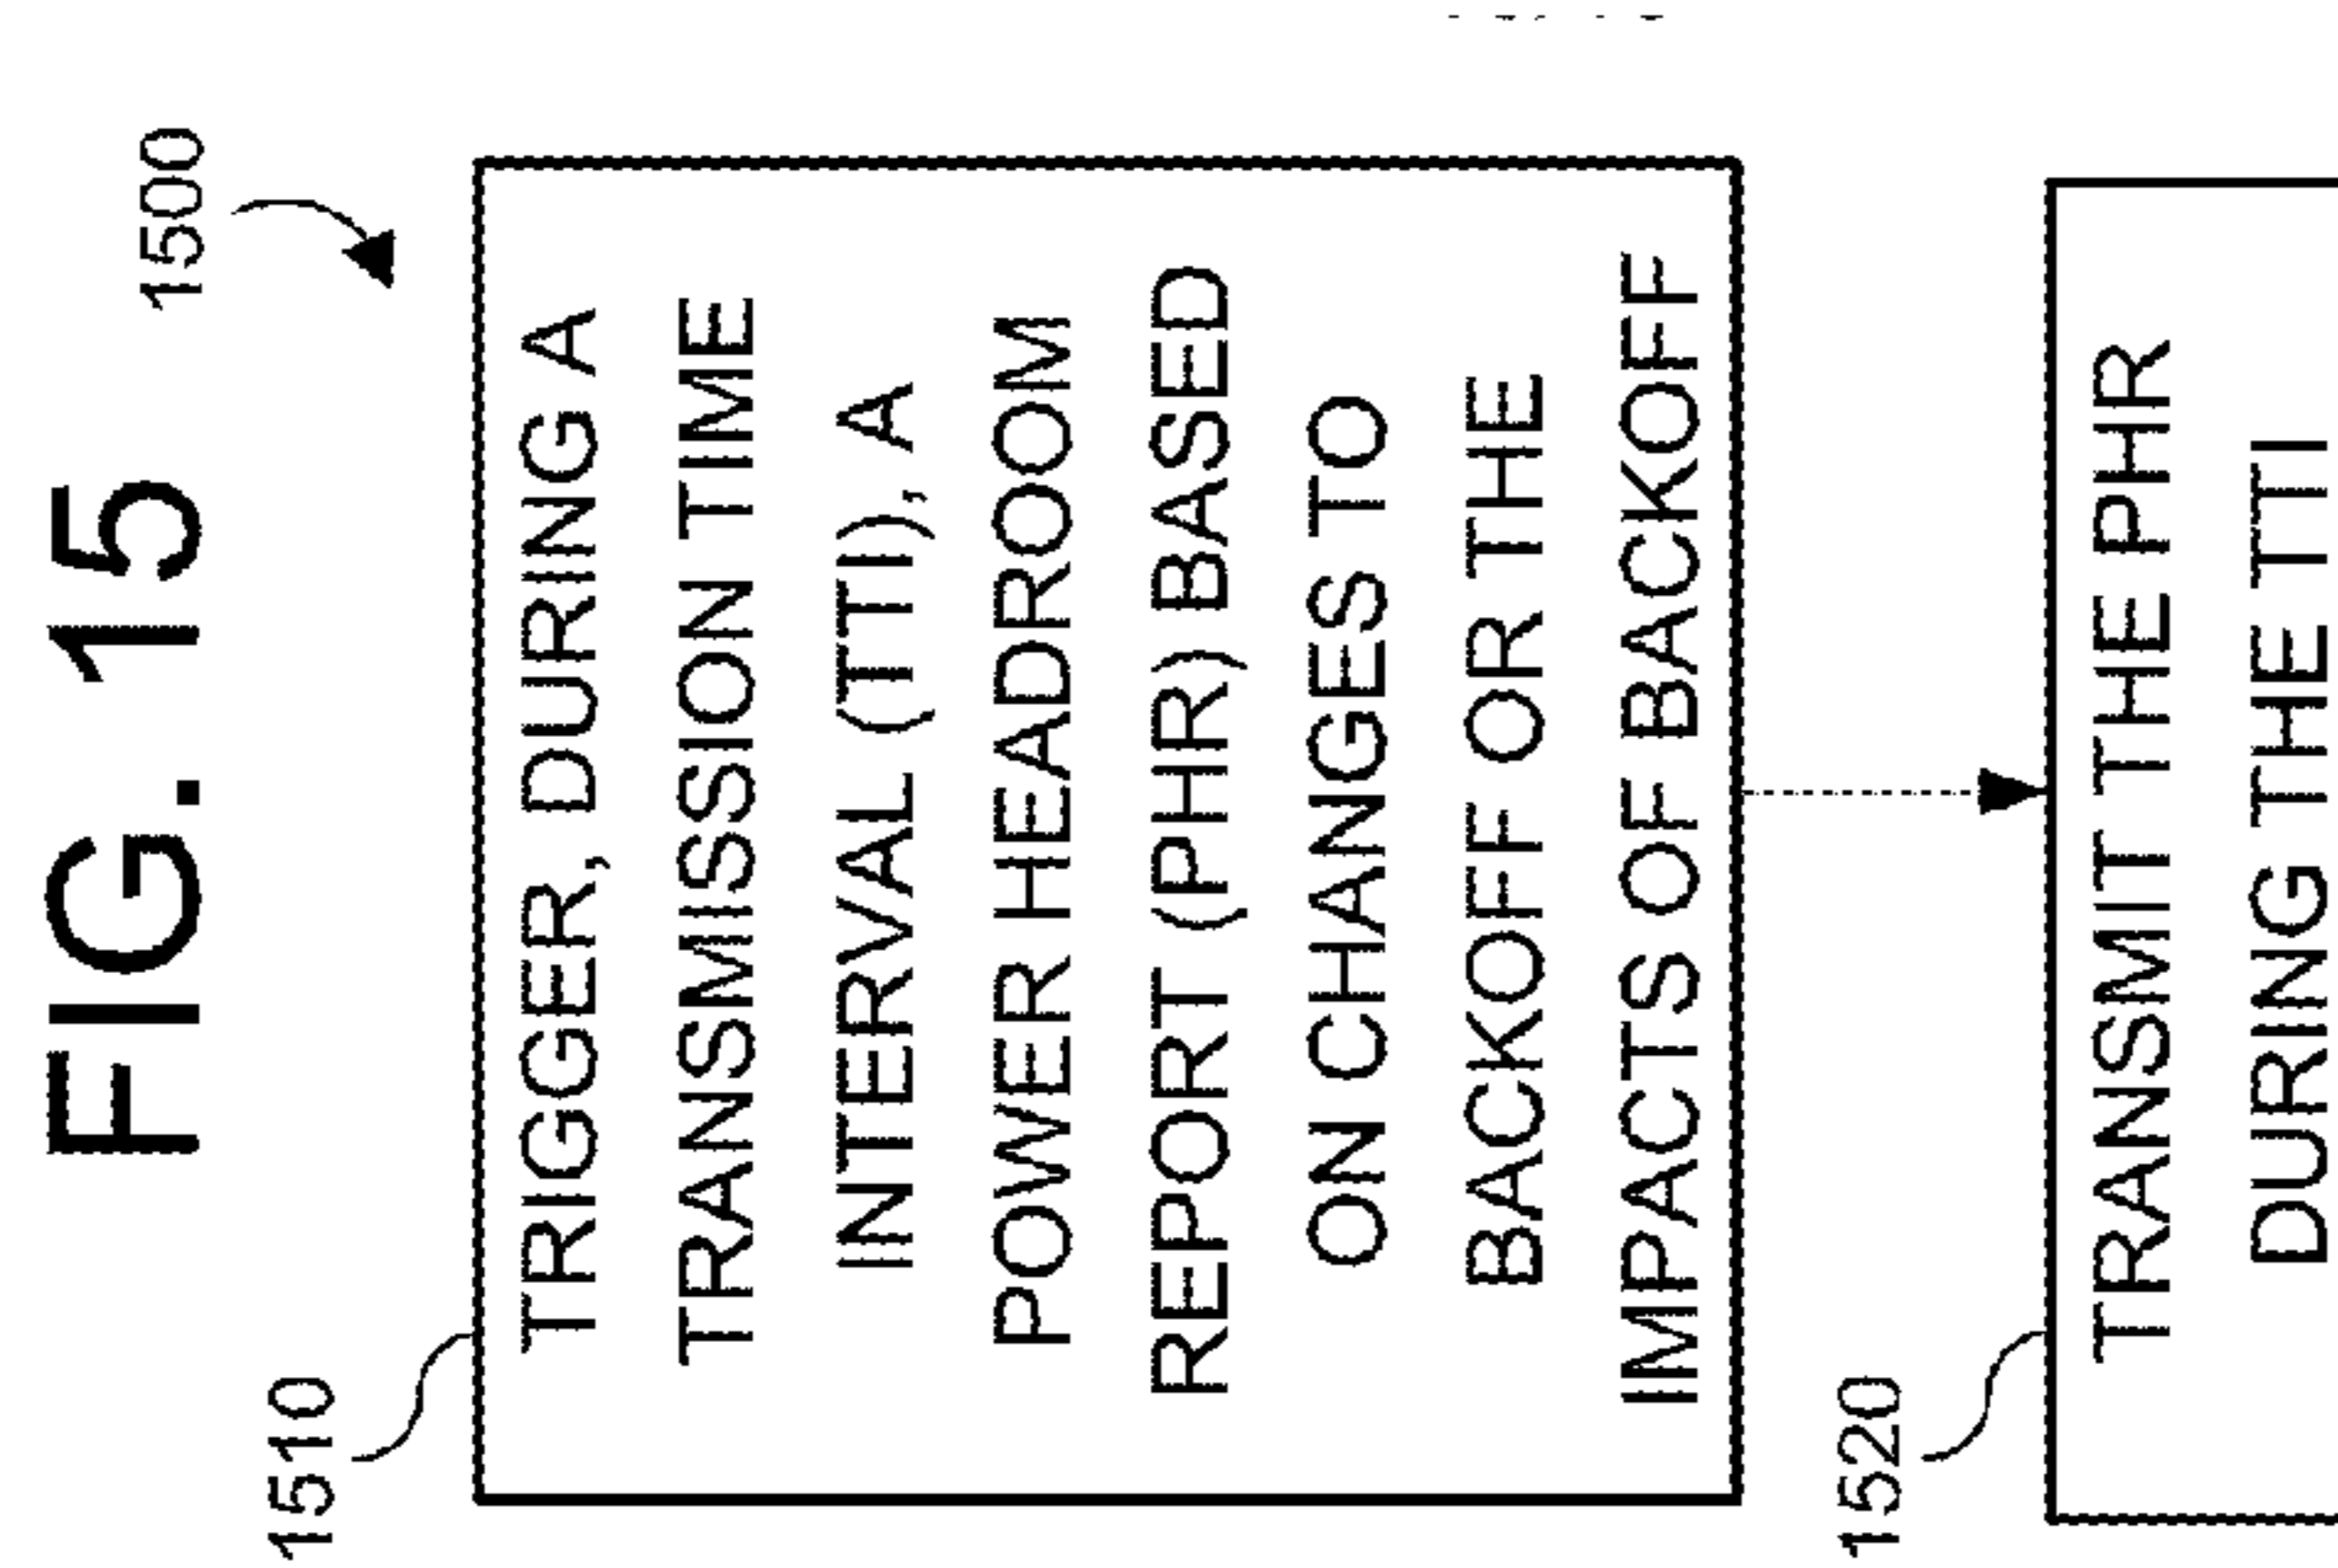 FIG. 15
1500
1510
TRIGGER, DURING A
TRANSMISSION TIME
INTERVAL (TTI), A
POWER HEADROOM
REPORT (PHR) BASED
ON CHANGES TO
BACKOFF OR THE
IMPACTS OF BACKOFF
1520
TRANSMIT THE PHR
DURING THE TTI